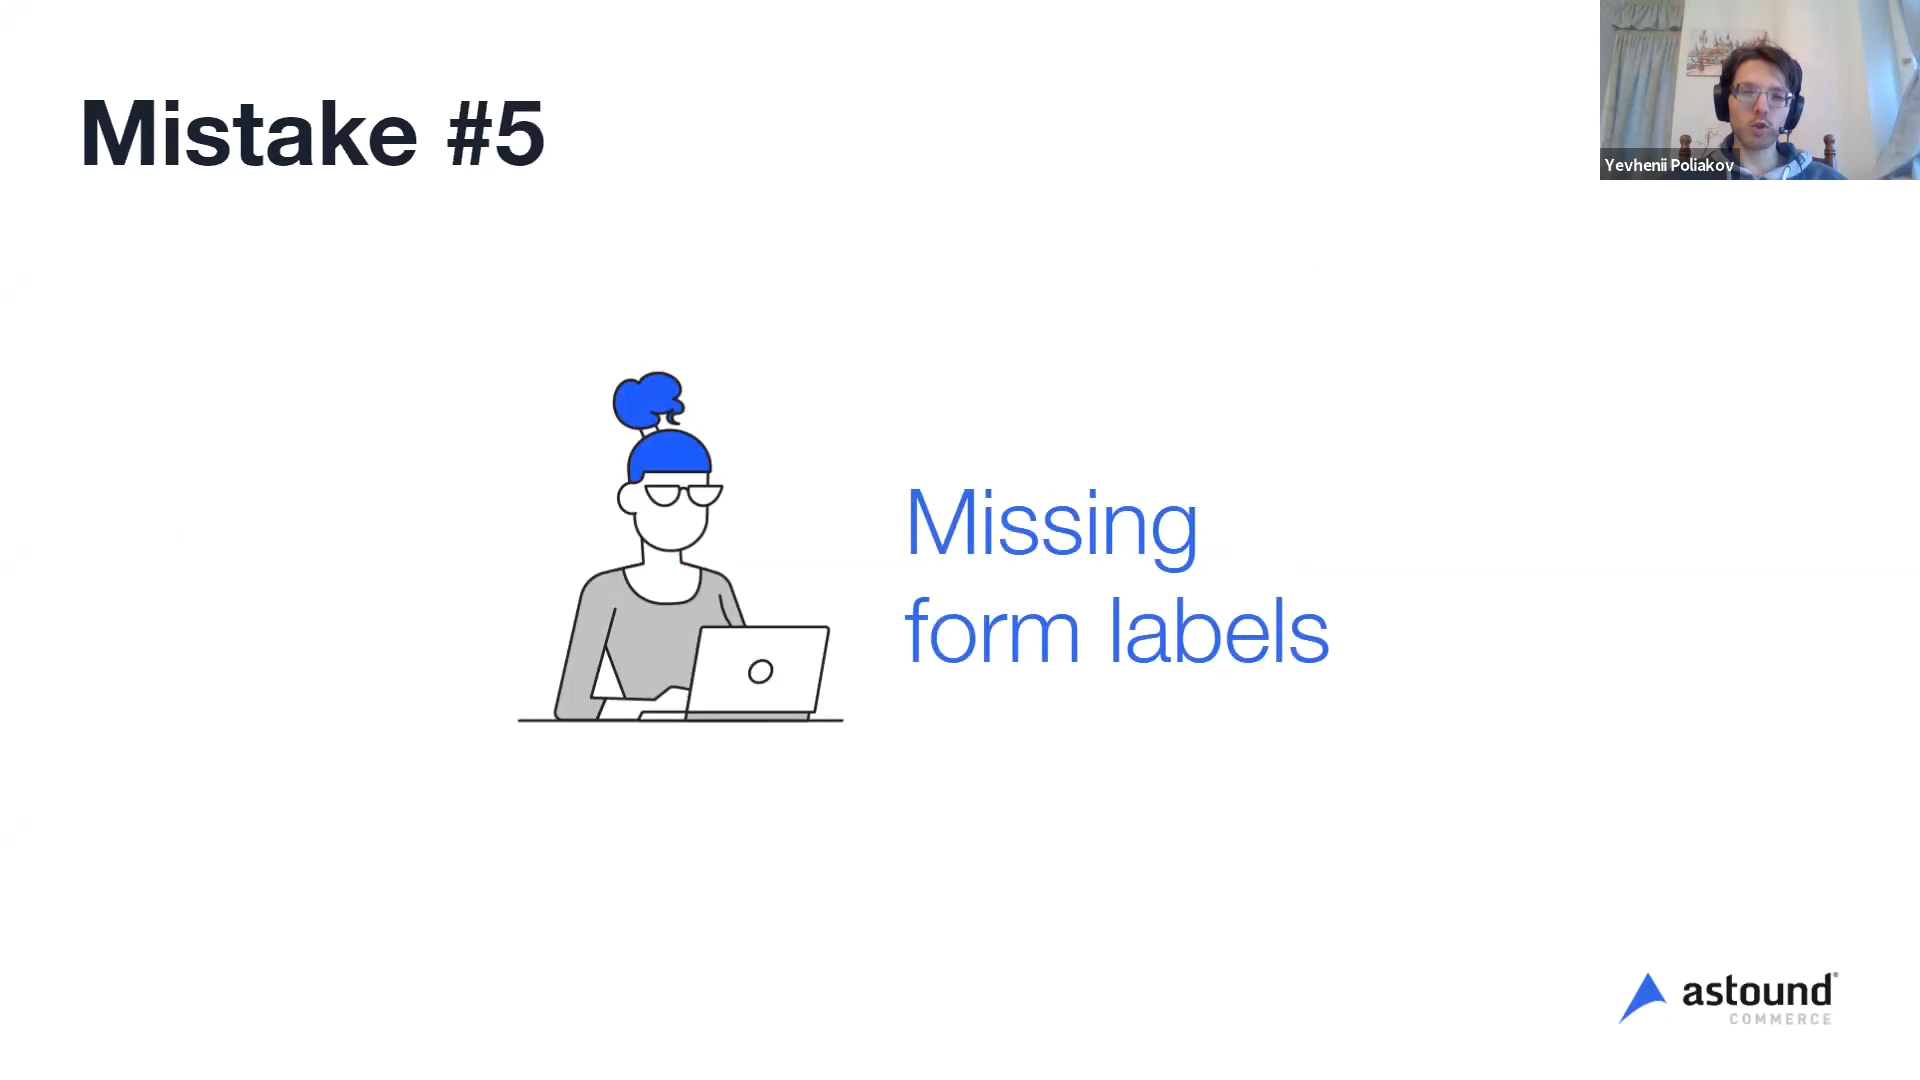 Mistake #5
Yevhenii Poliakov
Missing
form labels
astound®
COMMERCE